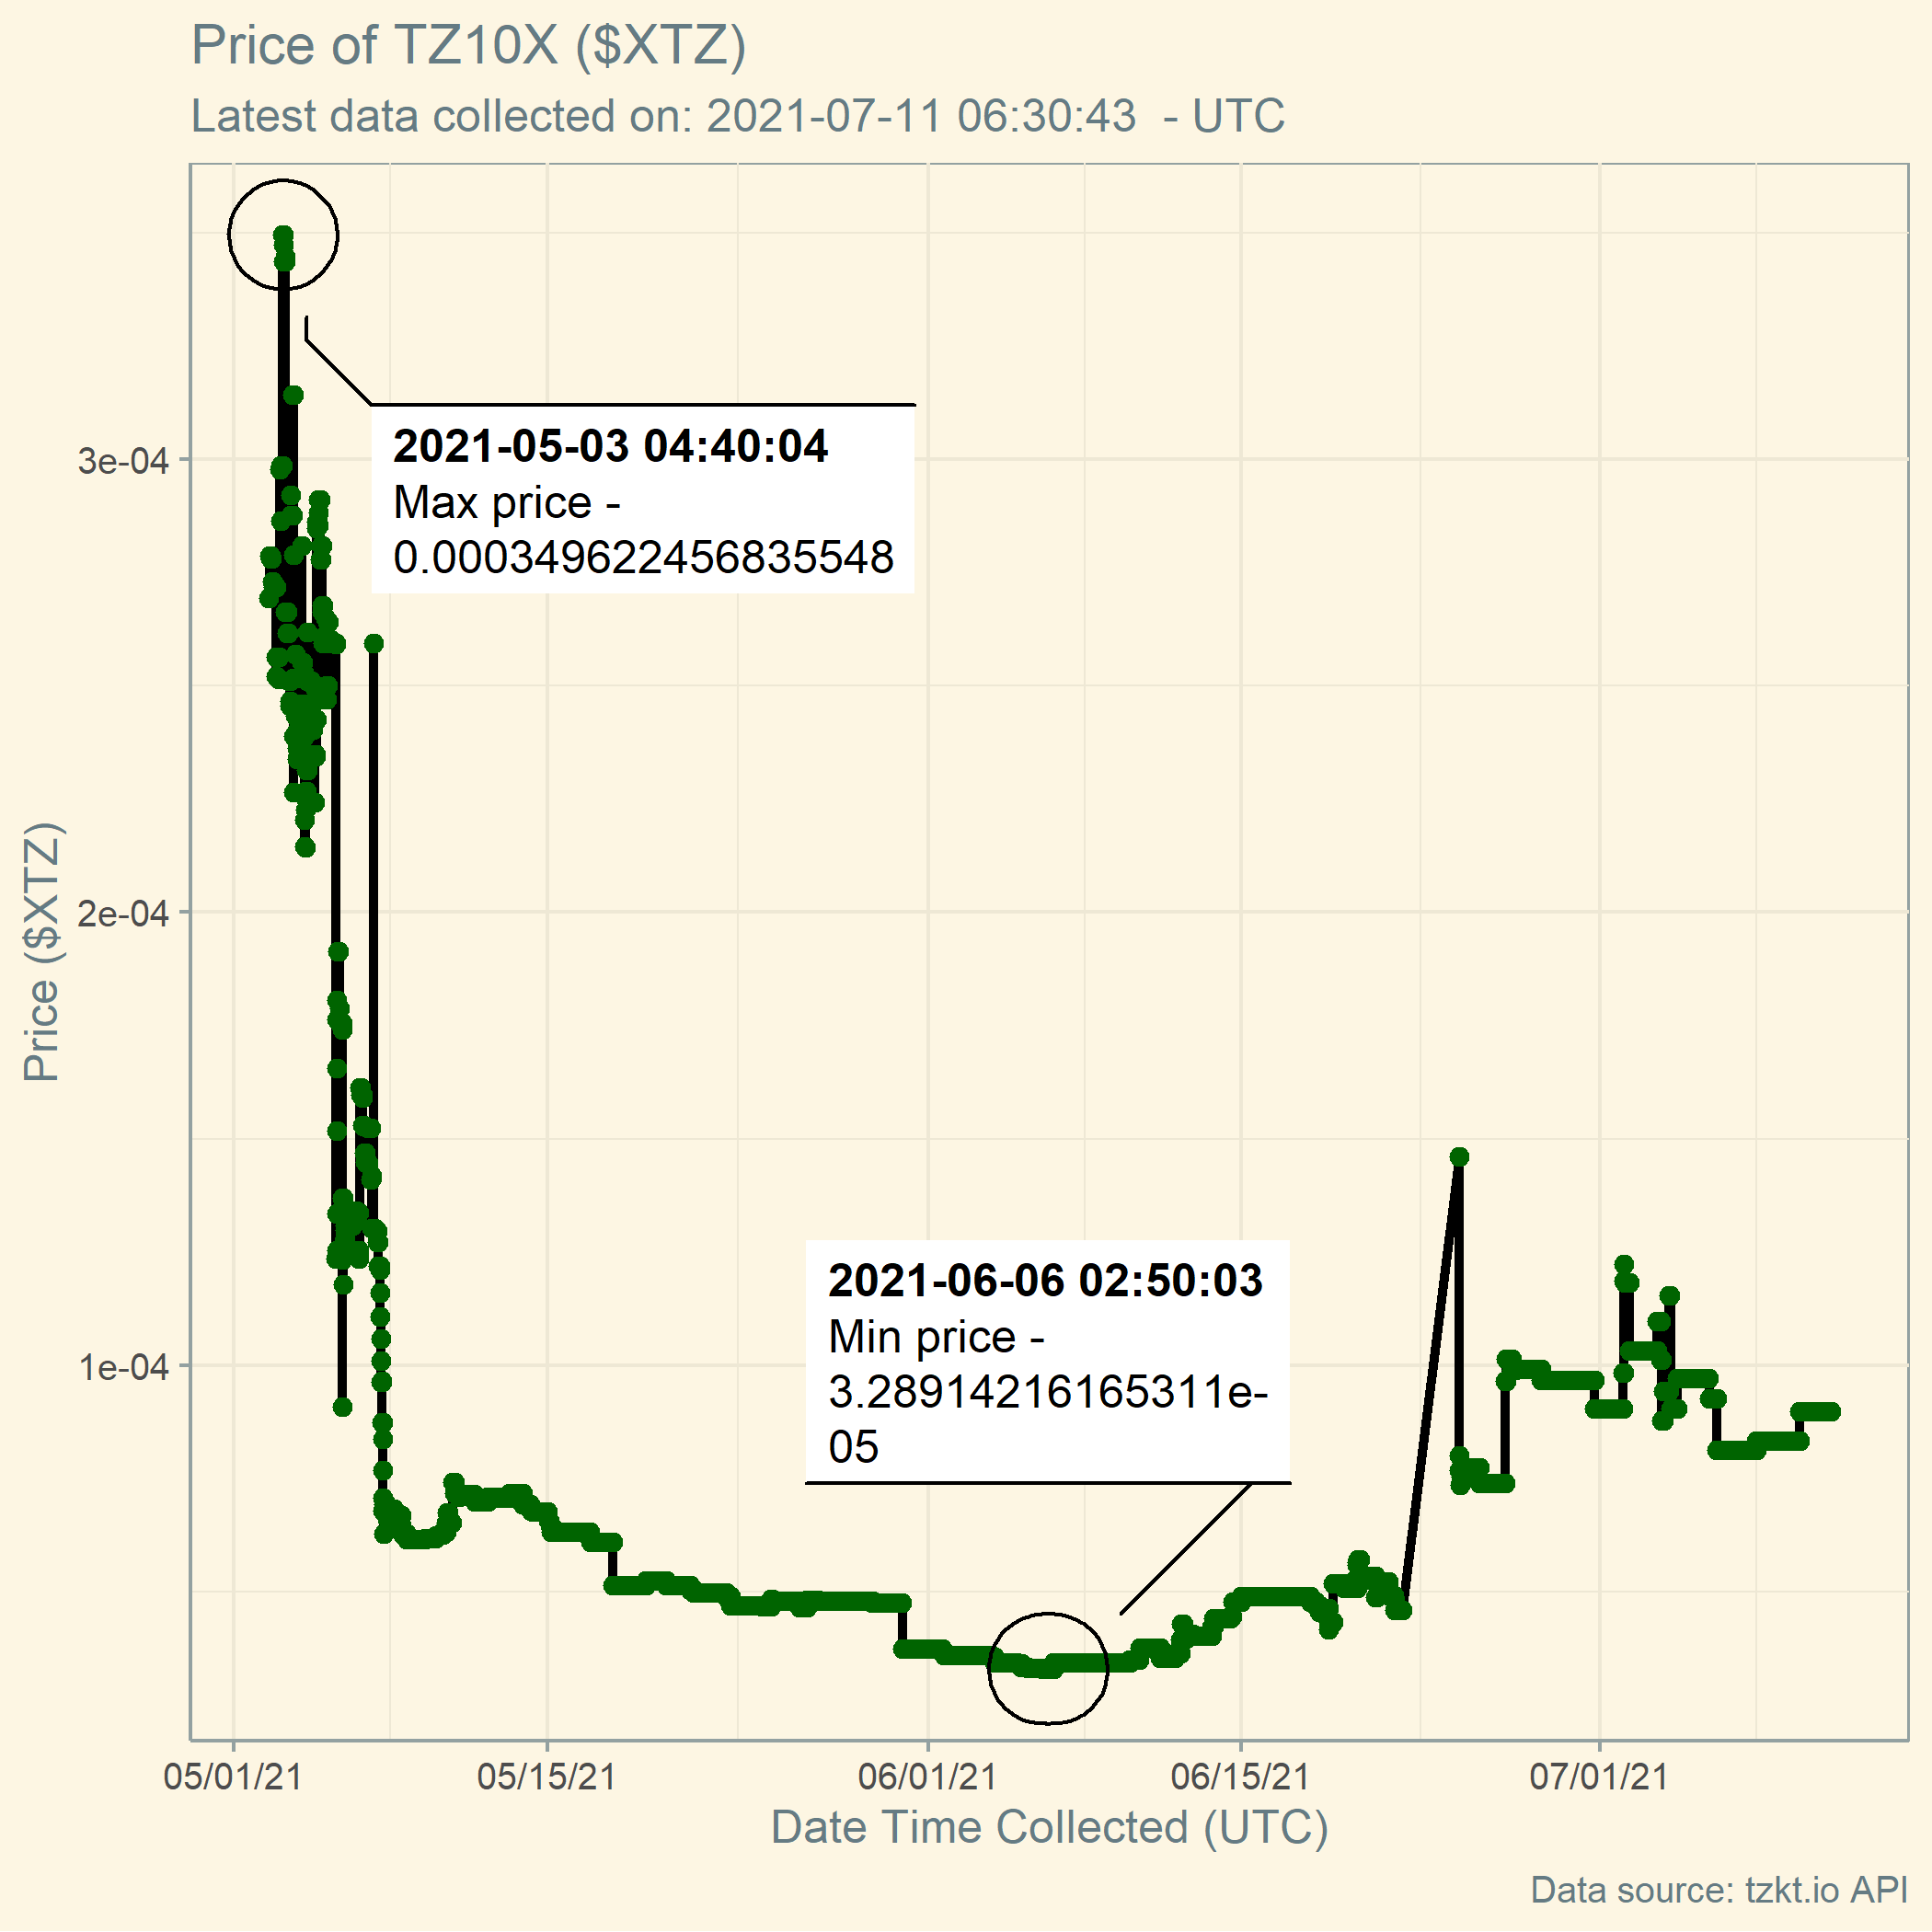 Price of TZ10X ($XTZ)
Latest data collected on: 2021-07-11 06:30:43  - UTC
2021-05-03 04:40:04
Max price -
0.000349622456835548
3e-04
2e-04
1e-04
Price ($XTZ)
2021-06-06 02:50:03
Min price -
3.28914216165311e-
05
05/01/21
05/15/21
06/01/21
06/15/21
07/01/21
Date Time Collected (UTC)
Data source: tzkt.io API